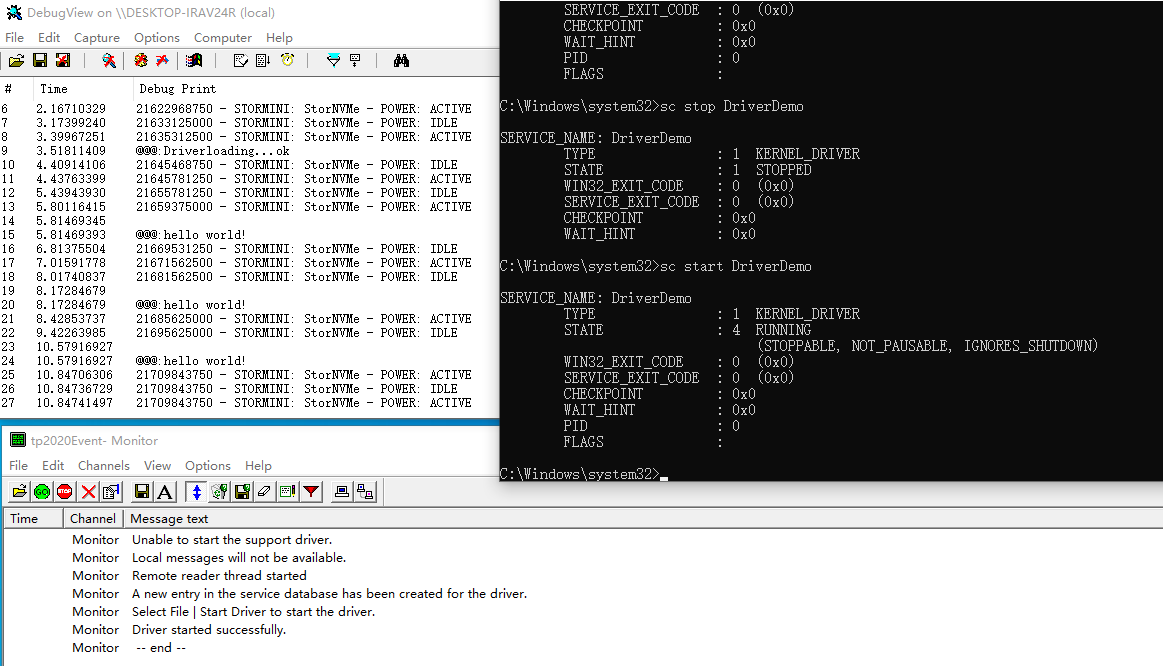 DebugView on \\DESKTOP-IRAV24R (local)
File Edit Capture Options Computer Help
# Time Debug Print
6 2.16710329 21622968750 - STORMINI: StorNVMe - POWER: ACTIVE
7 3.17399240 21633125000 - STORMINI: StorNVMe - POWER: IDLE
8 3.39967251 21635312500 - STORMINI: StorNVMe - POWER: ACTIVE
9 3.51811409 @@@:Driverloading...ok
10 4.40914106 21645468750 - STORMINI: StorNVMe - POWER: IDLE
11 4.43763399 21645781250 - STORMINI: StorNVMe - POWER: ACTIVE
12 5.43943930 21655781250 - STORMINI: StorNVMe - POWER: IDLE
13 5.80116415 21659375000 - STORMINI: StorNVMe - POWER: ACTIVE
14 5.81469345
15 5.81469393 @@@:hello world!
16 6.81375504 21669531250 - STORMINI: StorNVMe - POWER: IDLE
17 7.01591778 21671562500 - STORMINI: StorNVMe - POWER: ACTIVE
18 8.01740837 21681562500 - STORMINI: StorNVMe - POWER: IDLE
19 8.17284679
20 8.17284679 @@@:hello world!
21 8.42853737 21685625000 - STORMINI: StorNVMe - POWER: ACTIVE
22 9.42263985 21695625000 - STORMINI: StorNVMe - POWER: IDLE
23 10.57916927
24 10.57916927 @@@:hello world!
25 10.84706306 21709843750 - STORMINI: StorNVMe - POWER: ACTIVE
26 10.84736729 21709843750 - STORMINI: StorNVMe - POWER: IDLE
27 10.84741497 21709843750 - STORMINI: StorNVMe - POWER: ACTIVE
SERVICE_EXIT_CODE : 0 (0x0)
CHECKPOINT : 0x0
WAIT_HINT : 0x0
PID : 0
FLAGS :
C:\Windows\system32>sc stop DriverDemo
SERVICE_NAME: DriverDemo
TYPE : 1 KERNEL_DRIVER
STATE : 1 STOPPED
WIN32_EXIT_CODE : 0 (0x0)
SERVICE_EXIT_CODE : 0 (0x0)
CHECKPOINT : 0x0
WAIT_HINT : 0x0
C:\Windows\system32>sc start DriverDemo
SERVICE_NAME: DriverDemo
TYPE : 1 KERNEL_DRIVER
STATE : 4 RUNNING
(STOPPABLE, NOT_PAUSABLE, IGNORES_SHUTDOWN)
WIN32_EXIT_CODE : 0 (0x0)
SERVICE_EXIT_CODE : 0 (0x0)
CHECKPOINT : 0x0
WAIT_HINT : 0x0
PID : 0
FLAGS :
C:\Windows\system32>
tp2020Event- Monitor
File Edit Channels View Options Help
GO STOP A
Time Channel Message text
Monitor Unable to start the support driver.
Monitor Local messages will not be available.
Monitor Remote reader thread started
Monitor A new entry in the service database has been created for the driver.
Monitor Select File | Start Driver to start the driver.
Monitor Driver started successfully.
Monitor -- end --